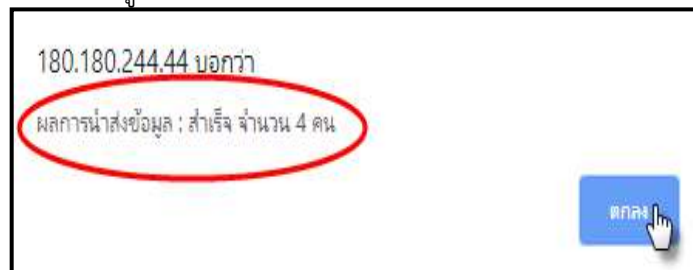 180.180.244.44 บอกว่า
ผลการนำส่งข้อมูล : สำเร็จ จำนวน 4 คน
ตกลง